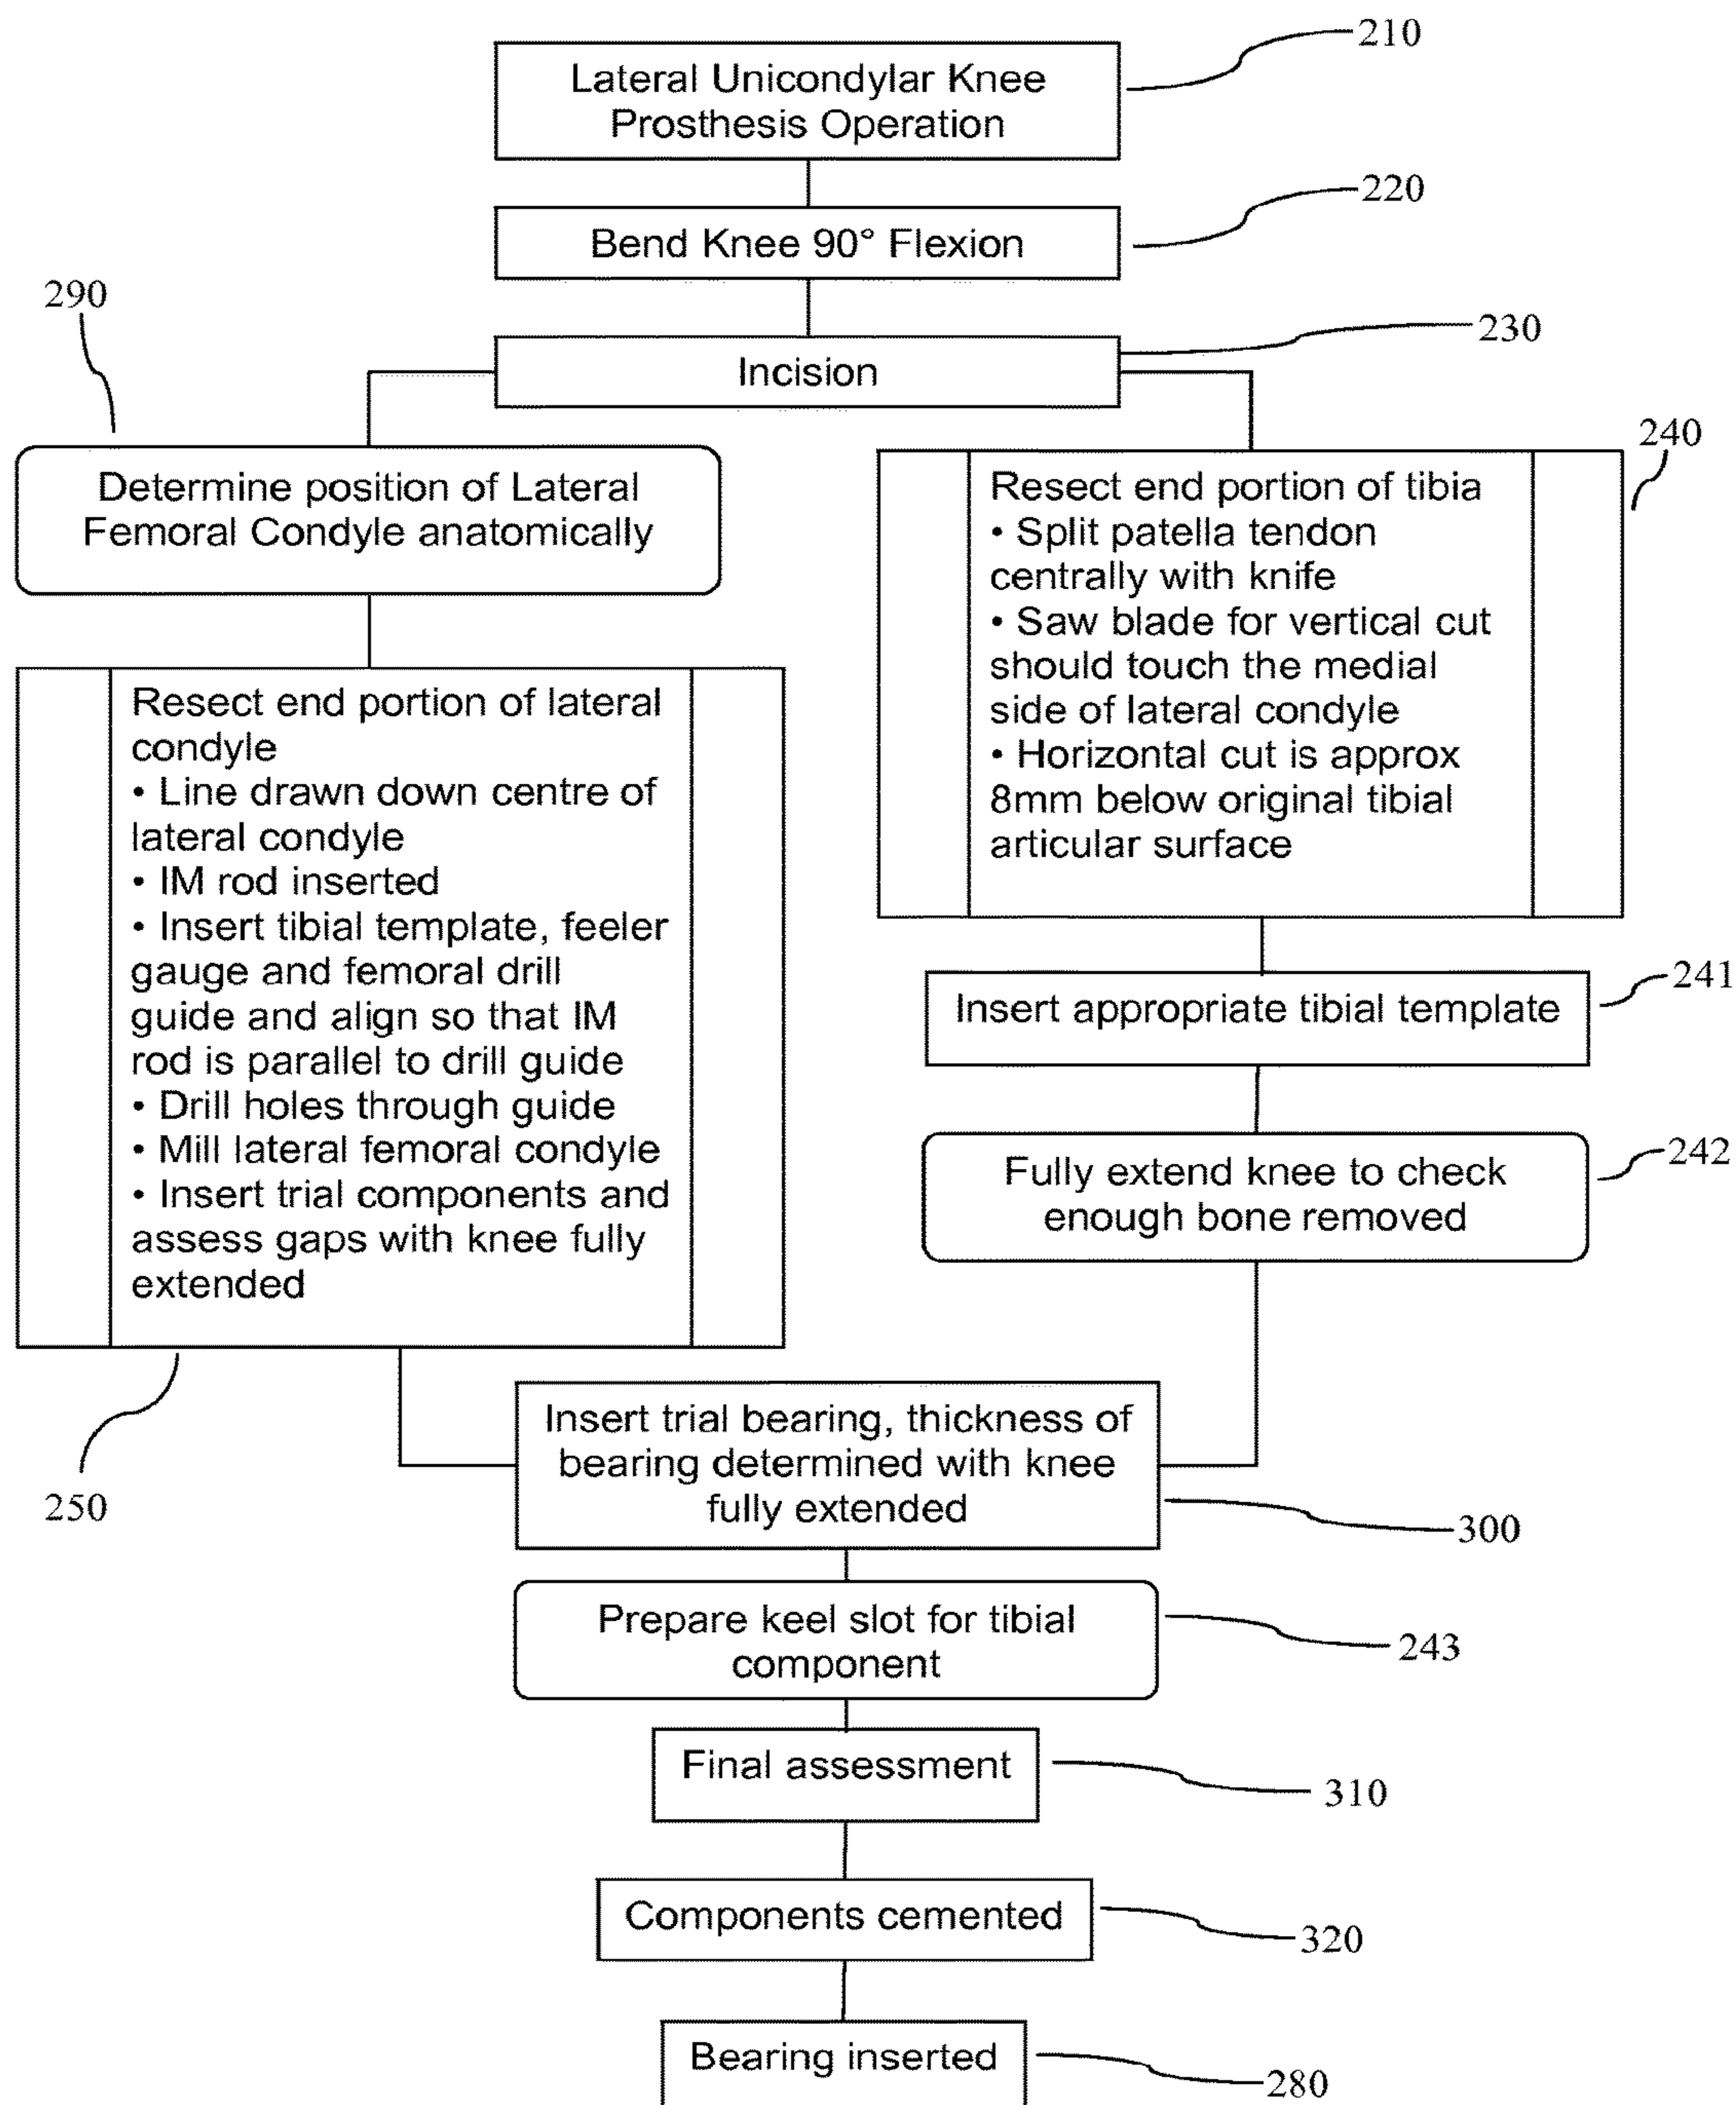 210
Lateral Unicondylar Knee
Prosthesis Operation
220
Bend Knee 90° Flexion
290
230
Incision
240
Determine position of Lateral
Femoral Condyle anatomically
Resect end portion of tibia
• Split patella tendon
centrally with knife
• Saw blade for vertical cut
should touch the medial
side of lateral condyle
• Horizontal cut is approx
8mm below original tibial
articular surface
Resect end portion of lateral
condyle
• Line drawn down centre of
lateral condyle
• IM rod inserted
• Insert tibial template, feeler
gauge and femoral drill
guide and align so that IM
rod is parallel to drill guide
• Drill holes through guide
• Mill lateral femoral condyle
• Insert trial components and
assess gaps with knee fully
extended
241
Insert appropriate tibial template
242
Fully extend knee to check
enough bone removed
250
Insert trial bearing, thickness of
bearing determined with knee
fully extended
300
Prepare keel slot for tibial
component
243
Final assessment
310
Components cemented
320
Bearing inserted
280